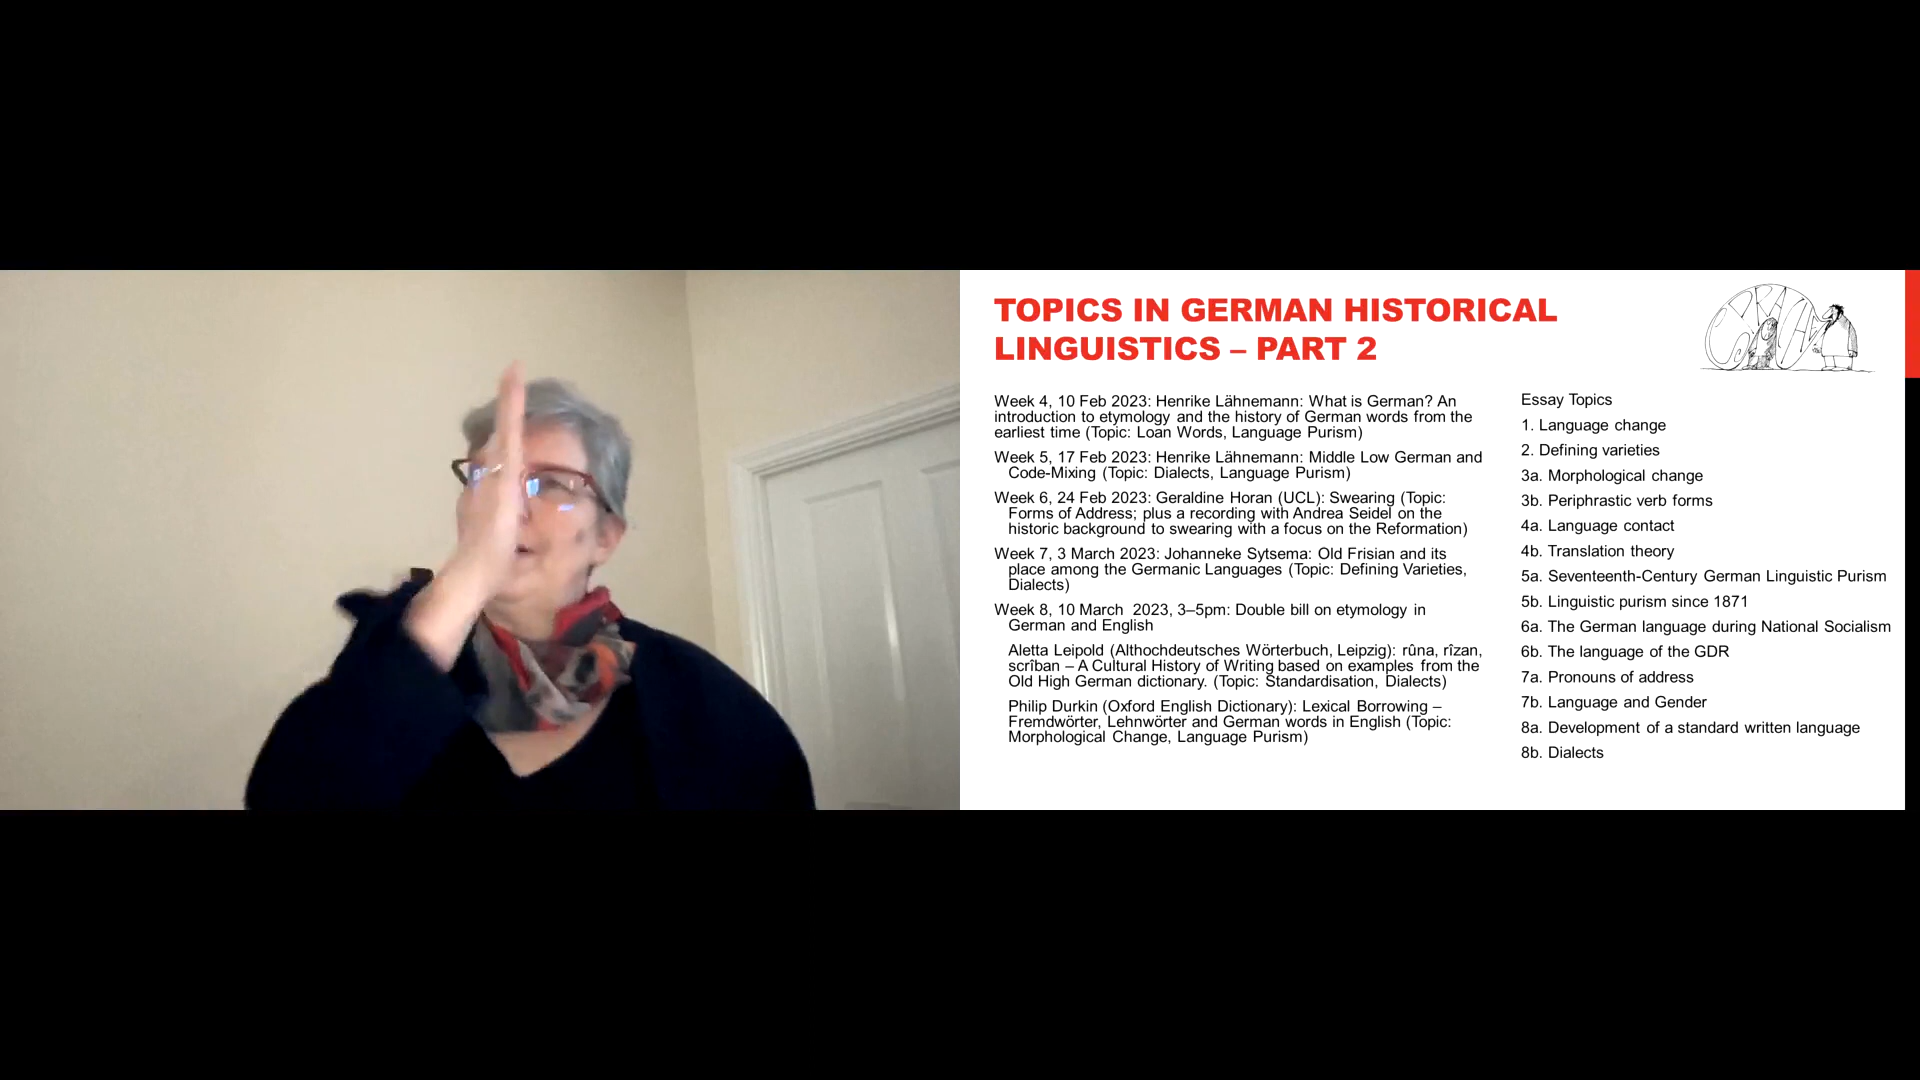 TOPICS IN GERMAN HISTORICAL
LINGUISTICS – PART 2
SPRACHE
Week 4, 10 Feb 2023: Henrike Lähnemann: What is German? An
introduction to etymology and the history of German words from the
earliest time (Topic: Loan Words, Language Purism)
Week 5, 17 Feb 2023: Henrike Lähnemann: Middle Low German and
Code-Mixing (Topic: Dialects, Language Purism)
Week 6, 24 Feb 2023: Geraldine Horan (UCL): Swearing (Topic:
Forms of Address; plus a recording with Andrea Seidel on the
historic background to swearing with a focus on the Reformation)
Week 7, 3 March 2023: Johanneke Sytsema: Old Frisian and its
place among the Germanic Languages (Topic: Defining Varieties,
Dialects)
Week 8, 10 March 2023, 3–5pm: Double bill on etymology in
German and English
Aletta Leipold (Althochdeutsches Wörterbuch, Leipzig): rûna, rîzan,
scrîban – A Cultural History of Writing based on examples from the
Old High German dictionary. (Topic: Standardisation, Dialects)
Philip Durkin (Oxford English Dictionary): Lexical Borrowing –
Fremdwörter, Lehnwörter and German words in English (Topic:
Morphological Change, Language Purism)
Essay Topics
1. Language change
2. Defining varieties
3a. Morphological change
3b. Periphrastic verb forms
4a. Language contact
4b. Translation theory
5a. Seventeenth-Century German Linguistic Purism
5b. Linguistic purism since 1871
6a. The German language during National Socialism
6b. The language of the GDR
7a. Pronouns of address
7b. Language and Gender
8a. Development of a standard written language
8b. Dialects